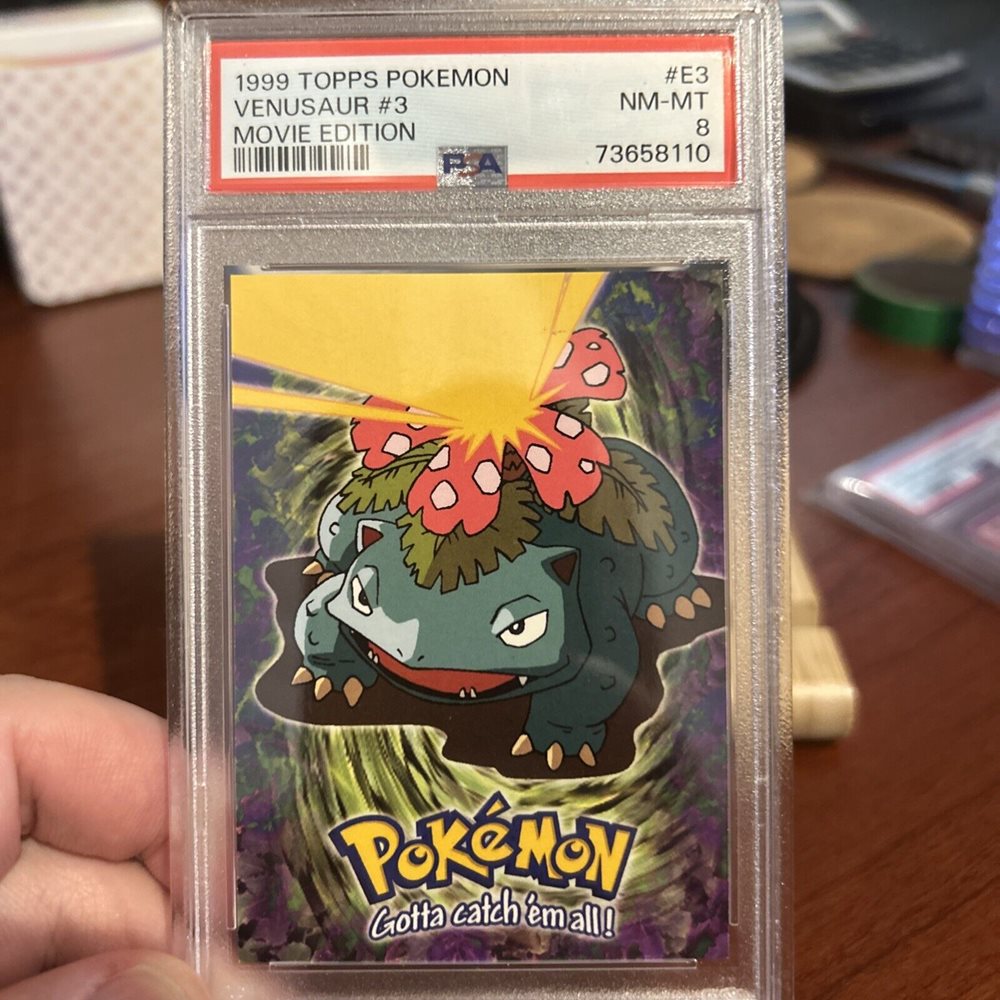 1999 TOPPS POKEMON #E3
VENUSAUR #3 NM-MT
MOVIE EDITION 8
PSA 73658110
POKéMON
Gotta catch 'em all!